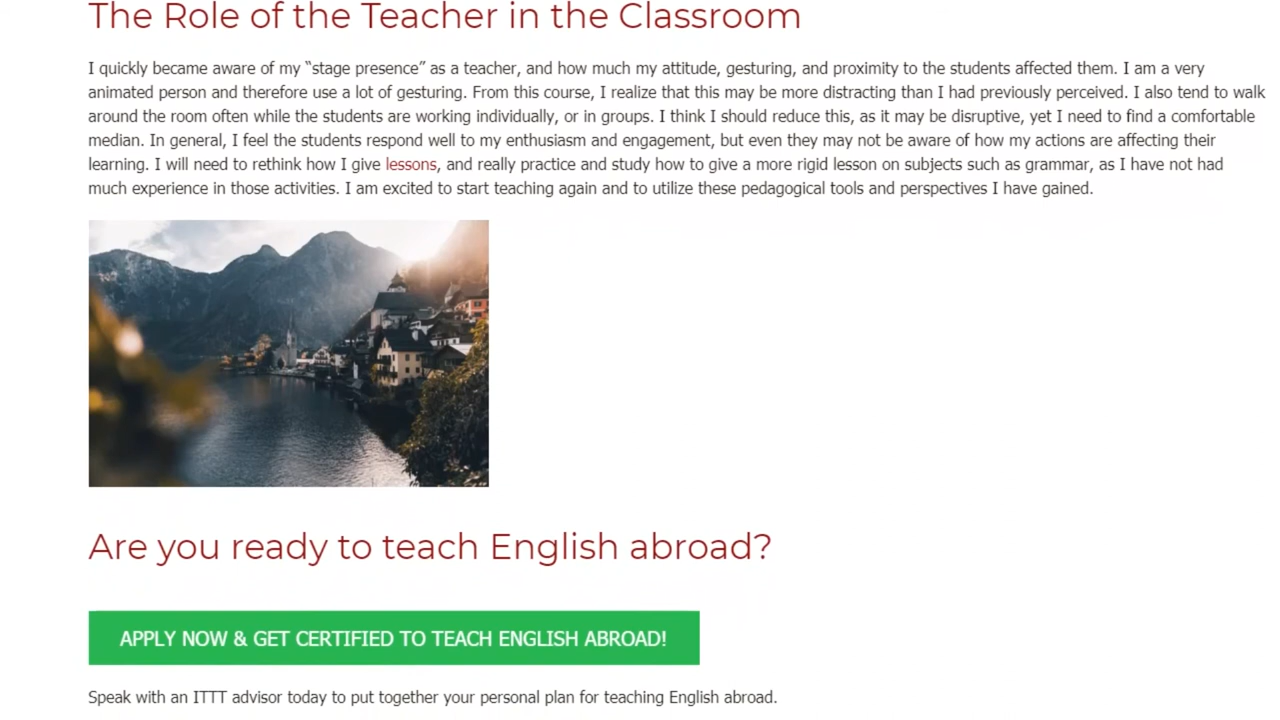 The Role of the Teacher in the Classroom
I quickly became aware of my “stage presence” as a teacher, and how much my attitude, gesturing, and proximity to the students affected them. I am a very
animated person and therefore use a lot of gesturing. From this course, I realize that this may be more distracting than I had previously perceived. I also tend to walk
around the room often while the students are working individually, or in groups. I think I should reduce this, as it may be disruptive, yet I need to find a comfortable
median. In general, I feel the students respond well to my enthusiasm and engagement, but even they may not be aware of how my actions are affecting their
learning. I will need to rethink how I give lessons, and really practice and study how to give a more rigid lesson on subjects such as grammar, as I have not had
much experience in those activities. I am excited to start teaching again and to utilize these pedagogical tools and perspectives I have gained.
Are you ready to teach English abroad?
APPLY NOW & GET CERTIFIED TO TEACH ENGLISH ABROAD!
Speak with an ITTT advisor today to put together your personal plan for teaching English abroad.